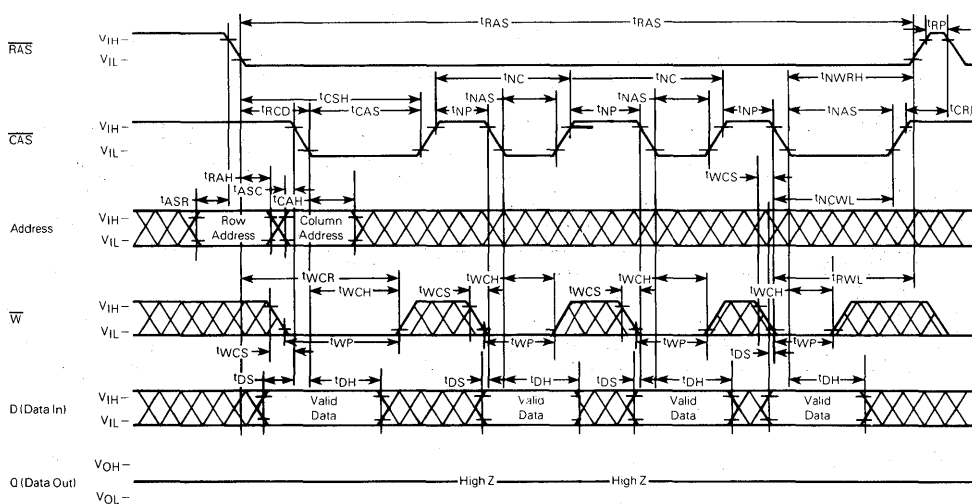 tRAS tRAS tRP
RAS VIH
VIL
tNC tNC tNWRH
tCSH
tRCD tCAS tNP tNAS tNP tNAS tNP tNAS
CAS VIH
VIL
tRAH tASC tWCS
tASR tCAH tNCWL
Address VIH Row Address Column Address
VIL
tWCR tWCH tWCH tRWL
tWCH tWCS tWCS tWCH
W VIH
VIL
tWP tWP tWP tWP
tWCS tDS
tDS tDH tDS tDH tDS tDH tDH
D (Data In) VIH Valid Data Valid Data Valid Data Valid Data
VIL
VOH
Q (Data Out) High Z High Z
VOL